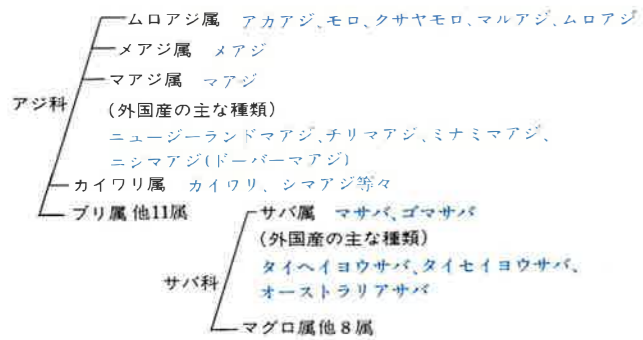 ムロアジ属 アカアジ、モロ、クサヤモロ、マルアジ、ムロアジ
メアジ属 メアジ
マアジ属 マアジ
アジ科
(外国産の主な種類)
ニュージーランドマアジ、チリマアジ、ミナミマアジ、
ニシマアジ(ドーバーマアジ)
カイワリ属 カイワリ、シマアジ等々
ブリ属他11属
サバ属 マサバ、ゴマサバ
(外国産の主な種類)
タイヘイヨウサバ、タイセイヨウサバ、
サバ科
オーストラリアサバ
マグロ属他8属